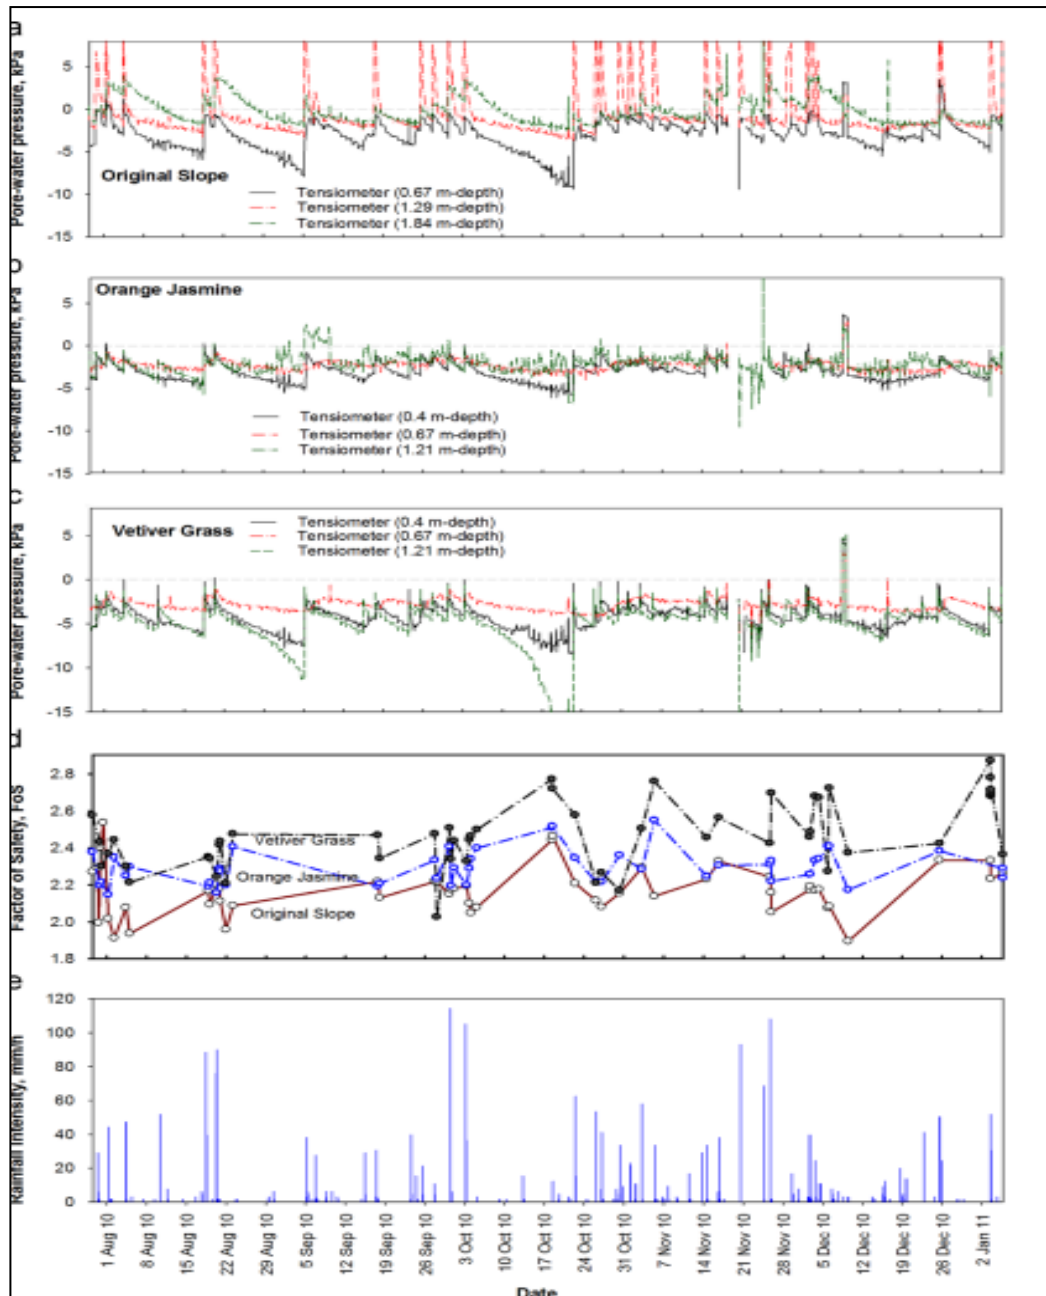 a
Pore-water pressure, kPa
5
0
-5
-10
-15
Original Slope
Tensiometer (0.67 m-depth)
Tensiometer (1.29 m-depth)
Tensiometer (1.84 m-depth)
Pore-water pressure, kPa
5
0
-5
-10
-15
Orange Jasmine
Tensiometer (0.4 m-depth)
Tensiometer (0.67 m-depth)
Tensiometer (1.21 m-depth)
Pore-water pressure, kPa
5
0
-5
-10
-15
Vetiver Grass
Tensiometer (0.4 m-depth)
Tensiometer (0.67 m-depth)
Tensiometer (1.21 m-depth)
d
Factor of Safety, FoS
2.8
2.6
2.4
2.2
2.0
1.8
Vetiver Grass
Orange Jasmine
Original Slope
Rainfall Intensity, mm/h
120
100
80
60
40
20
0
1 Aug 10
8 Aug 10
15 Aug 10
22 Aug 10
29 Aug 10
5 Sep 10
12 Sep 10
19 Sep 10
26 Sep 10
3 Oct 10
10 Oct 10
17 Oct 10
24 Oct 10
31 Oct 10
7 Nov 10
14 Nov 10
21 Nov 10
28 Nov 10
5 Dec 10
12 Dec 10
19 Dec 10
26 Dec 10
2 Jan 11
Date